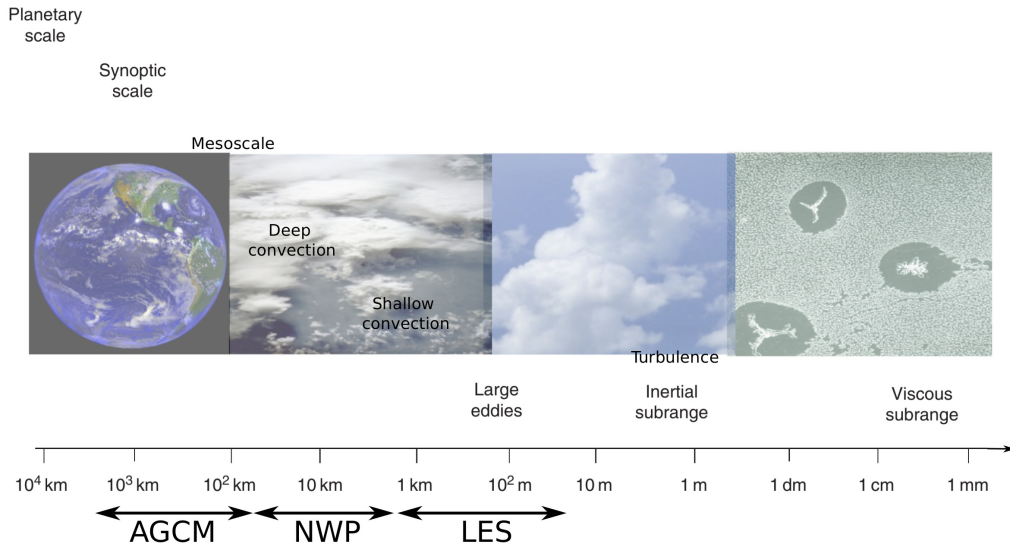 Planetary
scale
Synoptic
scale
Mesoscale
Deep
convection
Shallow
convection
Turbulence
Large
eddies
Inertial
subrange
Viscous
subrange
10⁴ km
10³ km
10² km
10 km
1 km
10² m
10 m
1 m
1 dm
1 cm
1 mm
AGCM
NWP
LES